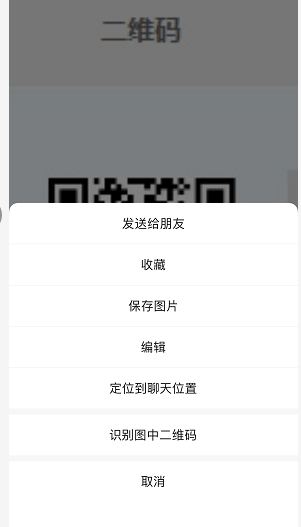 二维码
发送给朋友
收藏
保存图片
编辑
定位到聊天位置
识别图中二维码
取消